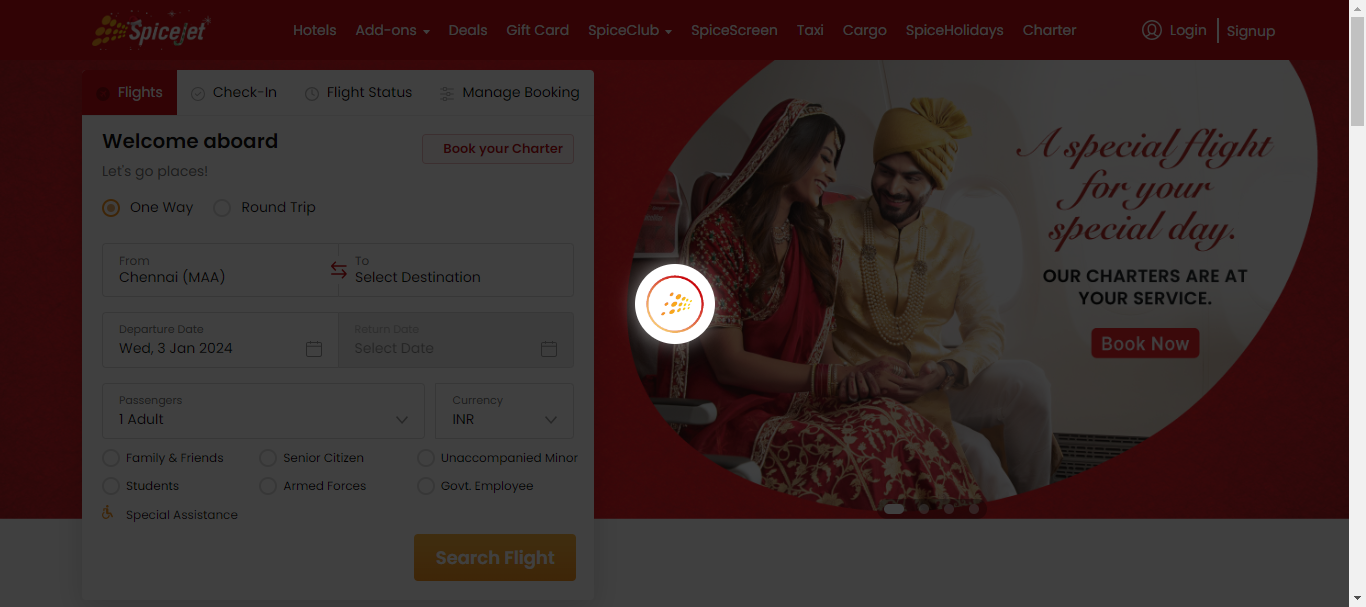 SpiceJet
Hotels Add-ons Deals Gift Card SpiceClub SpiceScreen Taxi Cargo SpiceHolidays Charter Login Signup
Flights Check-In Flight Status Manage Booking
Welcome aboard
Book your Charter
Let's go places!
One Way Round Trip
From
Chennai (MAA)
To
Select Destination
Departure Date
Wed, 3 Jan 2024
Return Date
Select Date
Passengers
1 Adult
Currency
INR
Family & Friends Senior Citizen Unaccompanied Minor
Students Armed Forces Govt. Employee
Special Assistance
Search Flight
A special flight
for your
special day.
OUR CHARTERS ARE AT
YOUR SERVICE.
Book Now